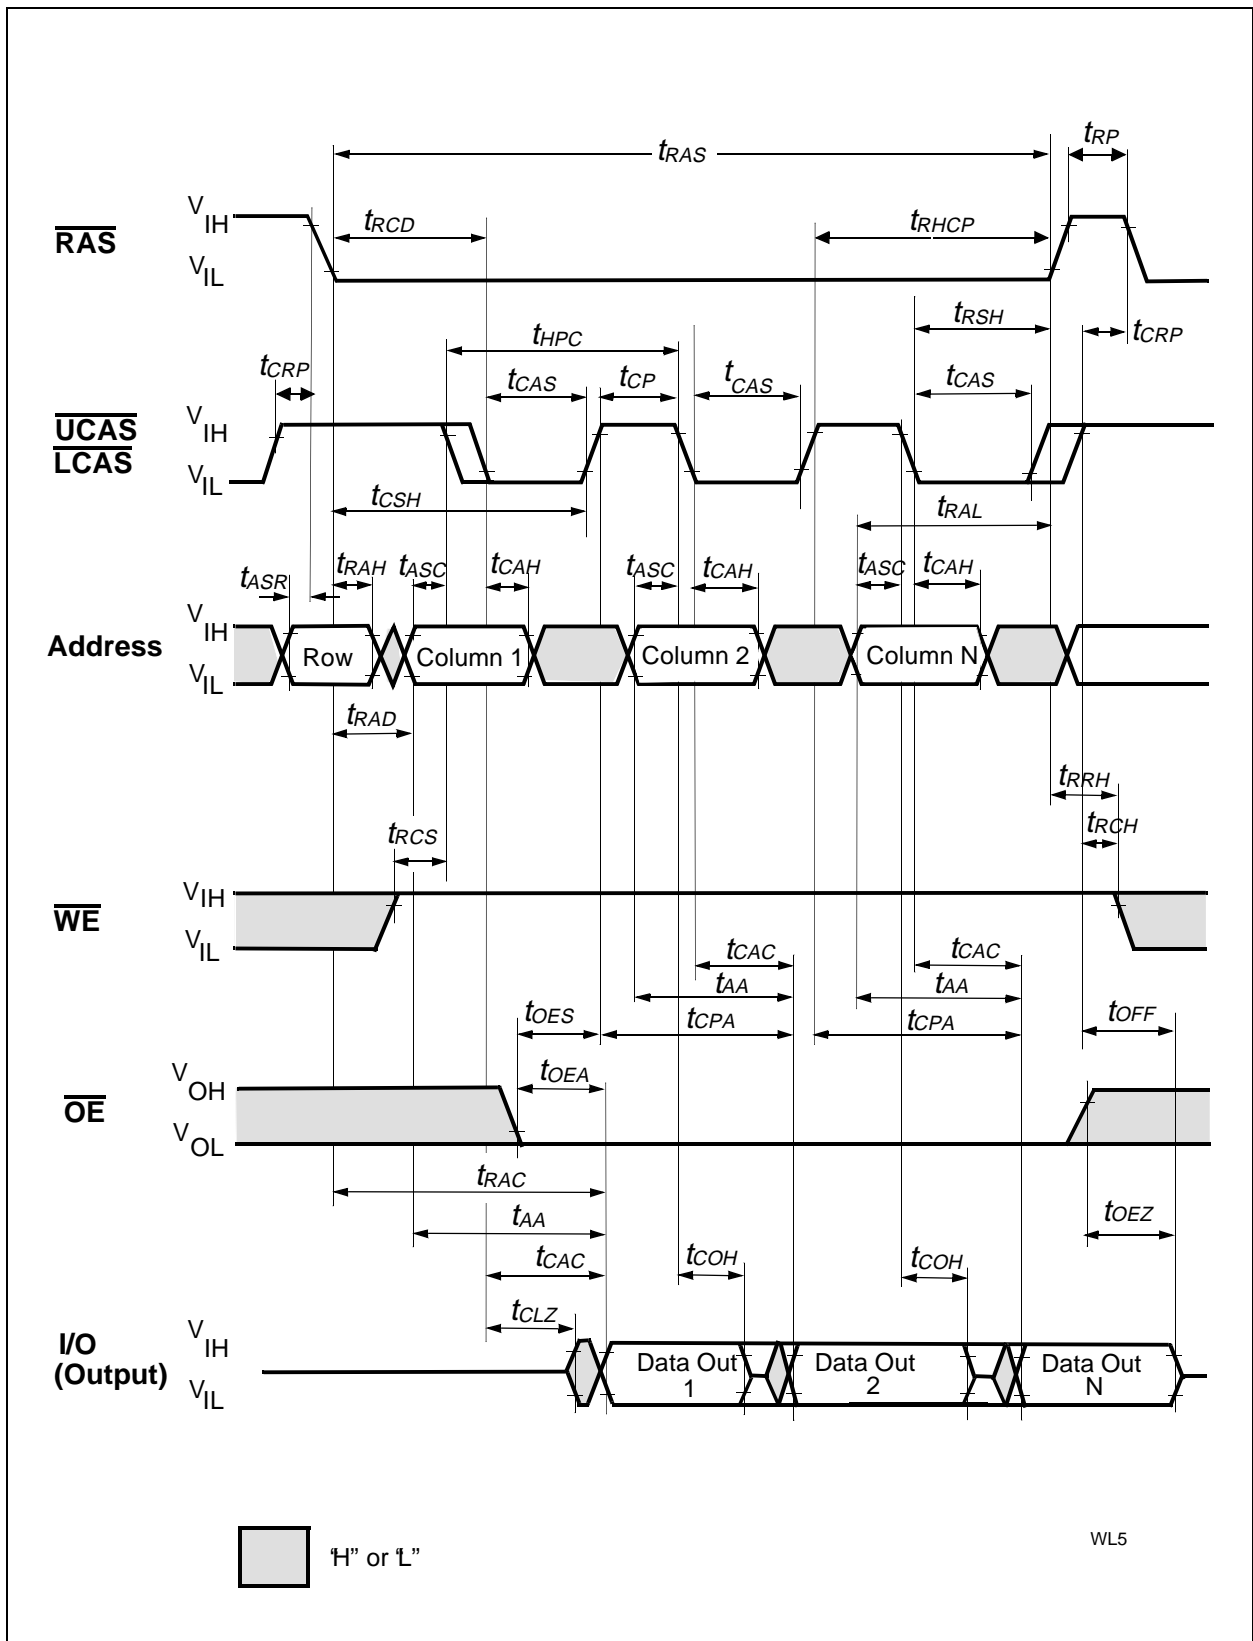 tRAS
tRP
RAS
VIH
VIL
tRCD
tRHCP
tRSH
tCRP
tHPC
tCRP
tCAS
tCP
tCAS
tCAS
UCAS
LCAS
VIH
VIL
tCSH
tRAL
tASR
tRAH
tASC
tCAH
tASC
tCAH
tASC
tCAH
Address
VIH
VIL
Row
Column 1
Column 2
Column N
tRAD
tRRH
tRCS
tRCH
WE
VIH
VIL
tCAC
tCAC
tAA
tAA
tOES
tCPA
tCPA
tOFF
tOEA
OE
VOH
VOL
tRAC
tAA
tOEZ
tCAC
tCOH
tCOH
tCLZ
I/O
(Output)
VIH
VIL
Data Out
1
Data Out
2
Data Out
N
“H” or “L”
WL5